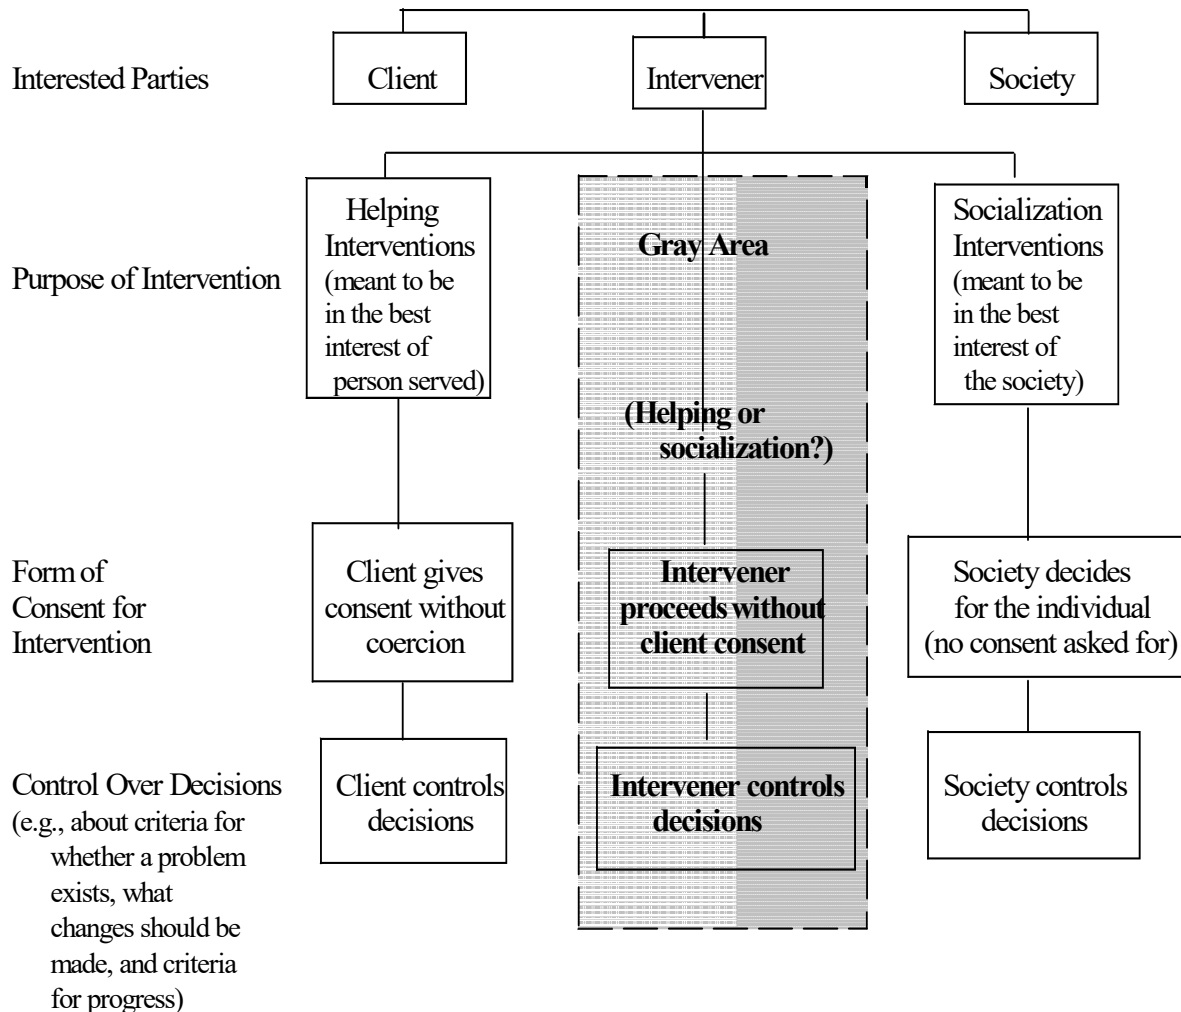 Interested Parties
Client
Intervener
Society
Purpose of Intervention
Helping
Interventions
(meant to be
in the best
interest of
person served)
Gray Area
(Helping or
socialization?)
Socialization
Interventions
(meant to be
in the best
interest of
the society)
Form of
Consent for
Intervention
Client gives
consent without
coercion
Intervener
proceeds without
client consent
Society decides
for the individual
(no consent asked for)
Control Over Decisions
(e.g., about criteria for
whether a problem
exists, what
changes should be
made, and criteria
for progress)
Client controls
decisions
Intervener controls
decisions
Society controls
decisions